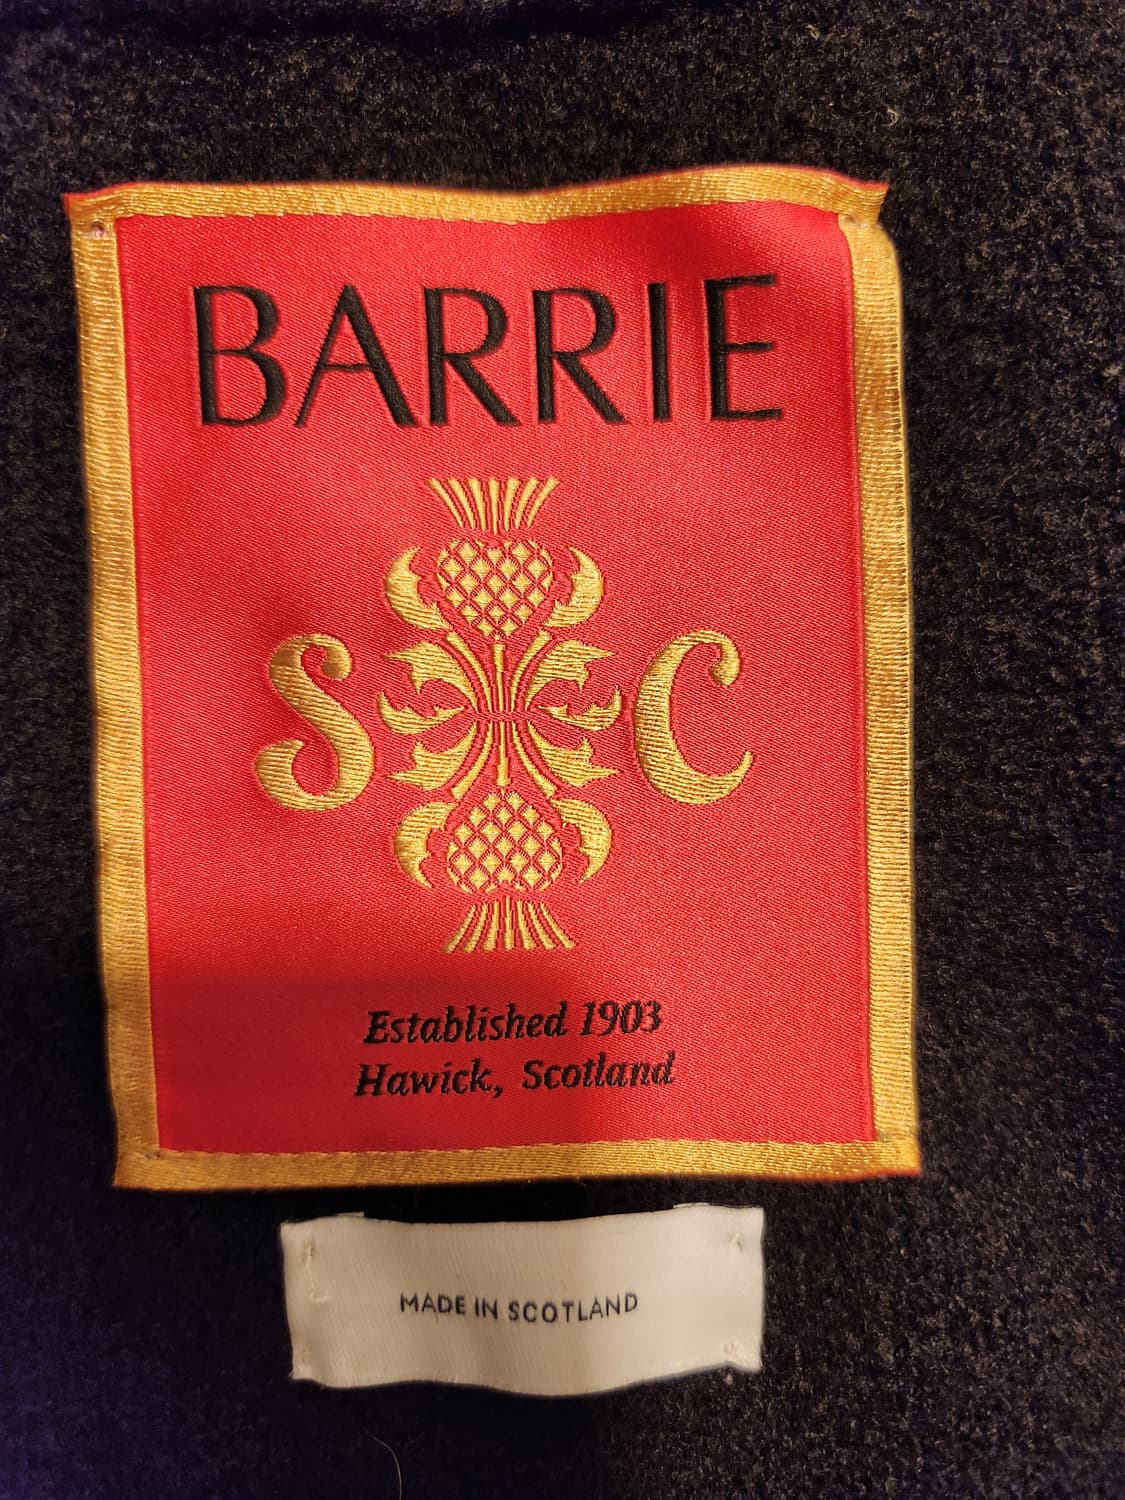 BARRIE
S C
Established 1903
Hawick, Scotland
MADE IN SCOTLAND